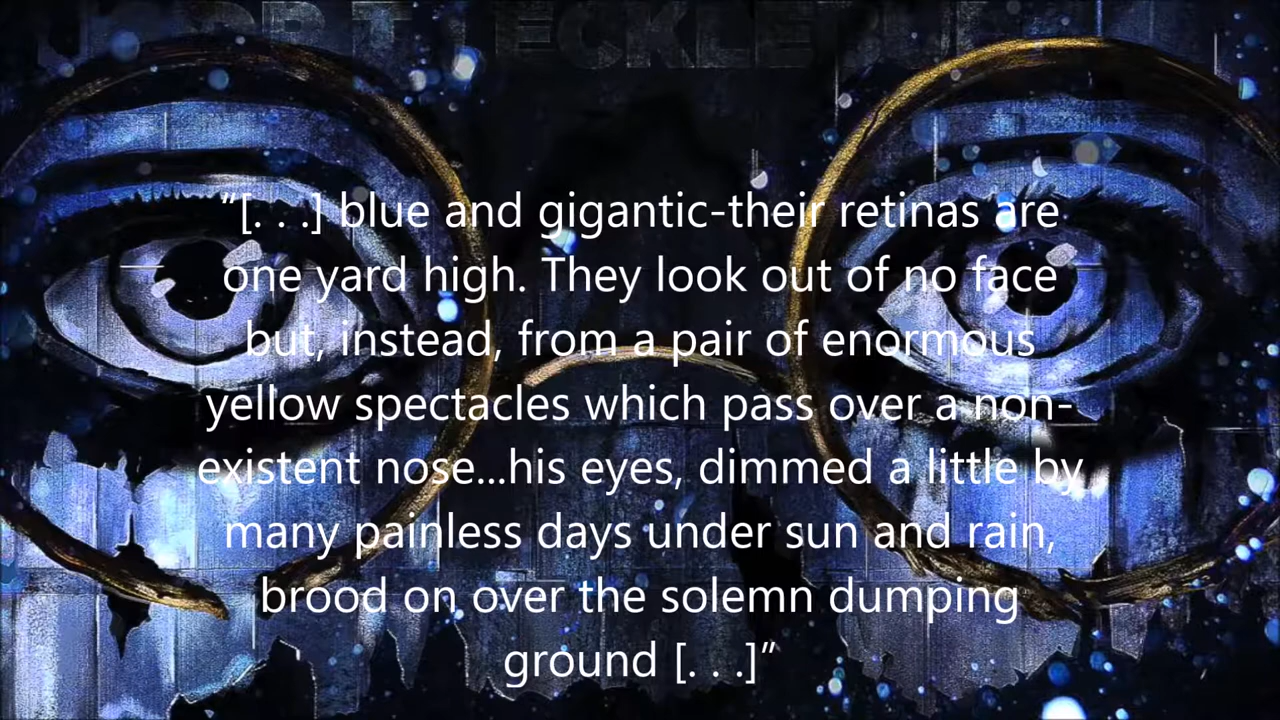 “[. . .] blue and gigantic-their retinas are
one yard high. They look out of no face
but, instead, from a pair of enormous
yellow spectacles which pass over a non-
existent nose...his eyes, dimmed a little by
many painless days under sun and rain,
brood on over the solemn dumping
ground [. . .]”